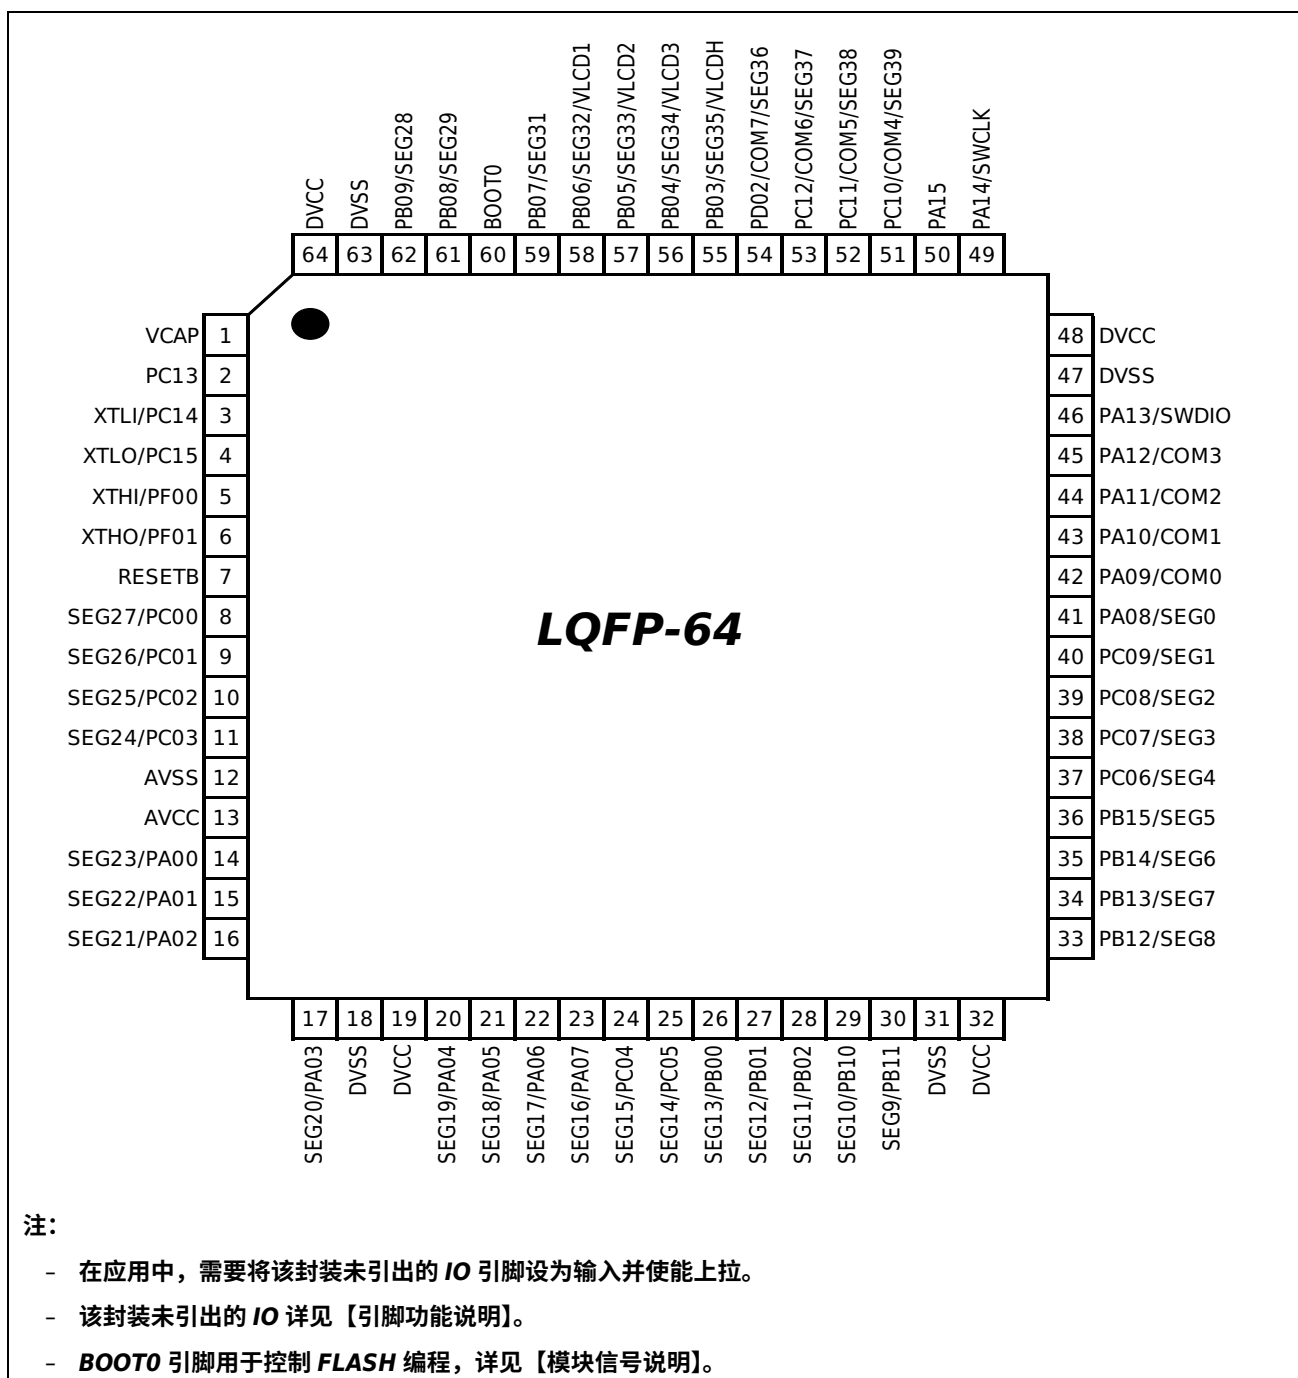 DVCC
DVSS
PB09/SEG28
PB08/SEG29
BOOT0
PB07/SEG31
PB06/SEG32/VLCD1
PB05/SEG33/VLCD2
PB04/SEG34/VLCD3
PB03/SEG35/VLCDH
PD02/COM7/SEG36
PC12/COM6/SEG37
PC11/COM5/SEG38
PC10/COM4/SEG39
PA15
PA14/SWCLK
64 63 62 61 60 59 58 57 56 55 54 53 52 51 50 49
VCAP 1
PC13 2
XTLI/PC14 3
XTLO/PC15 4
XTHI/PF00 5
XTHO/PF01 6
RESETB 7
SEG27/PC00 8
SEG26/PC01 9
SEG25/PC02 10
SEG24/PC03 11
AVSS 12
AVCC 13
SEG23/PA00 14
SEG22/PA01 15
SEG21/PA02 16
LQFP-64
48 DVCC
47 DVSS
46 PA13/SWDIO
45 PA12/COM3
44 PA11/COM2
43 PA10/COM1
42 PA09/COM0
41 PA08/SEG0
40 PC09/SEG1
39 PC08/SEG2
38 PC07/SEG3
37 PC06/SEG4
36 PB15/SEG5
35 PB14/SEG6
34 PB13/SEG7
33 PB12/SEG8
17 18 19 20 21 22 23 24 25 26 27 28 29 30 31 32
SEG20/PA03
DVSS
DVCC
SEG19/PA04
SEG18/PA05
SEG17/PA06
SEG16/PA07
SEG15/PC04
SEG14/PC05
SEG13/PB00
SEG12/PB01
SEG11/PB02
SEG10/PB10
SEG9/PB11
DVSS
DVCC
注：
– 在应用中，需要将该封装未引出的 IO 引脚设为输入并使能上拉。
– 该封装未引出的 IO 详见【引脚功能说明】。
– BOOT0 引脚用于控制 FLASH 编程，详见【模块信号说明】。